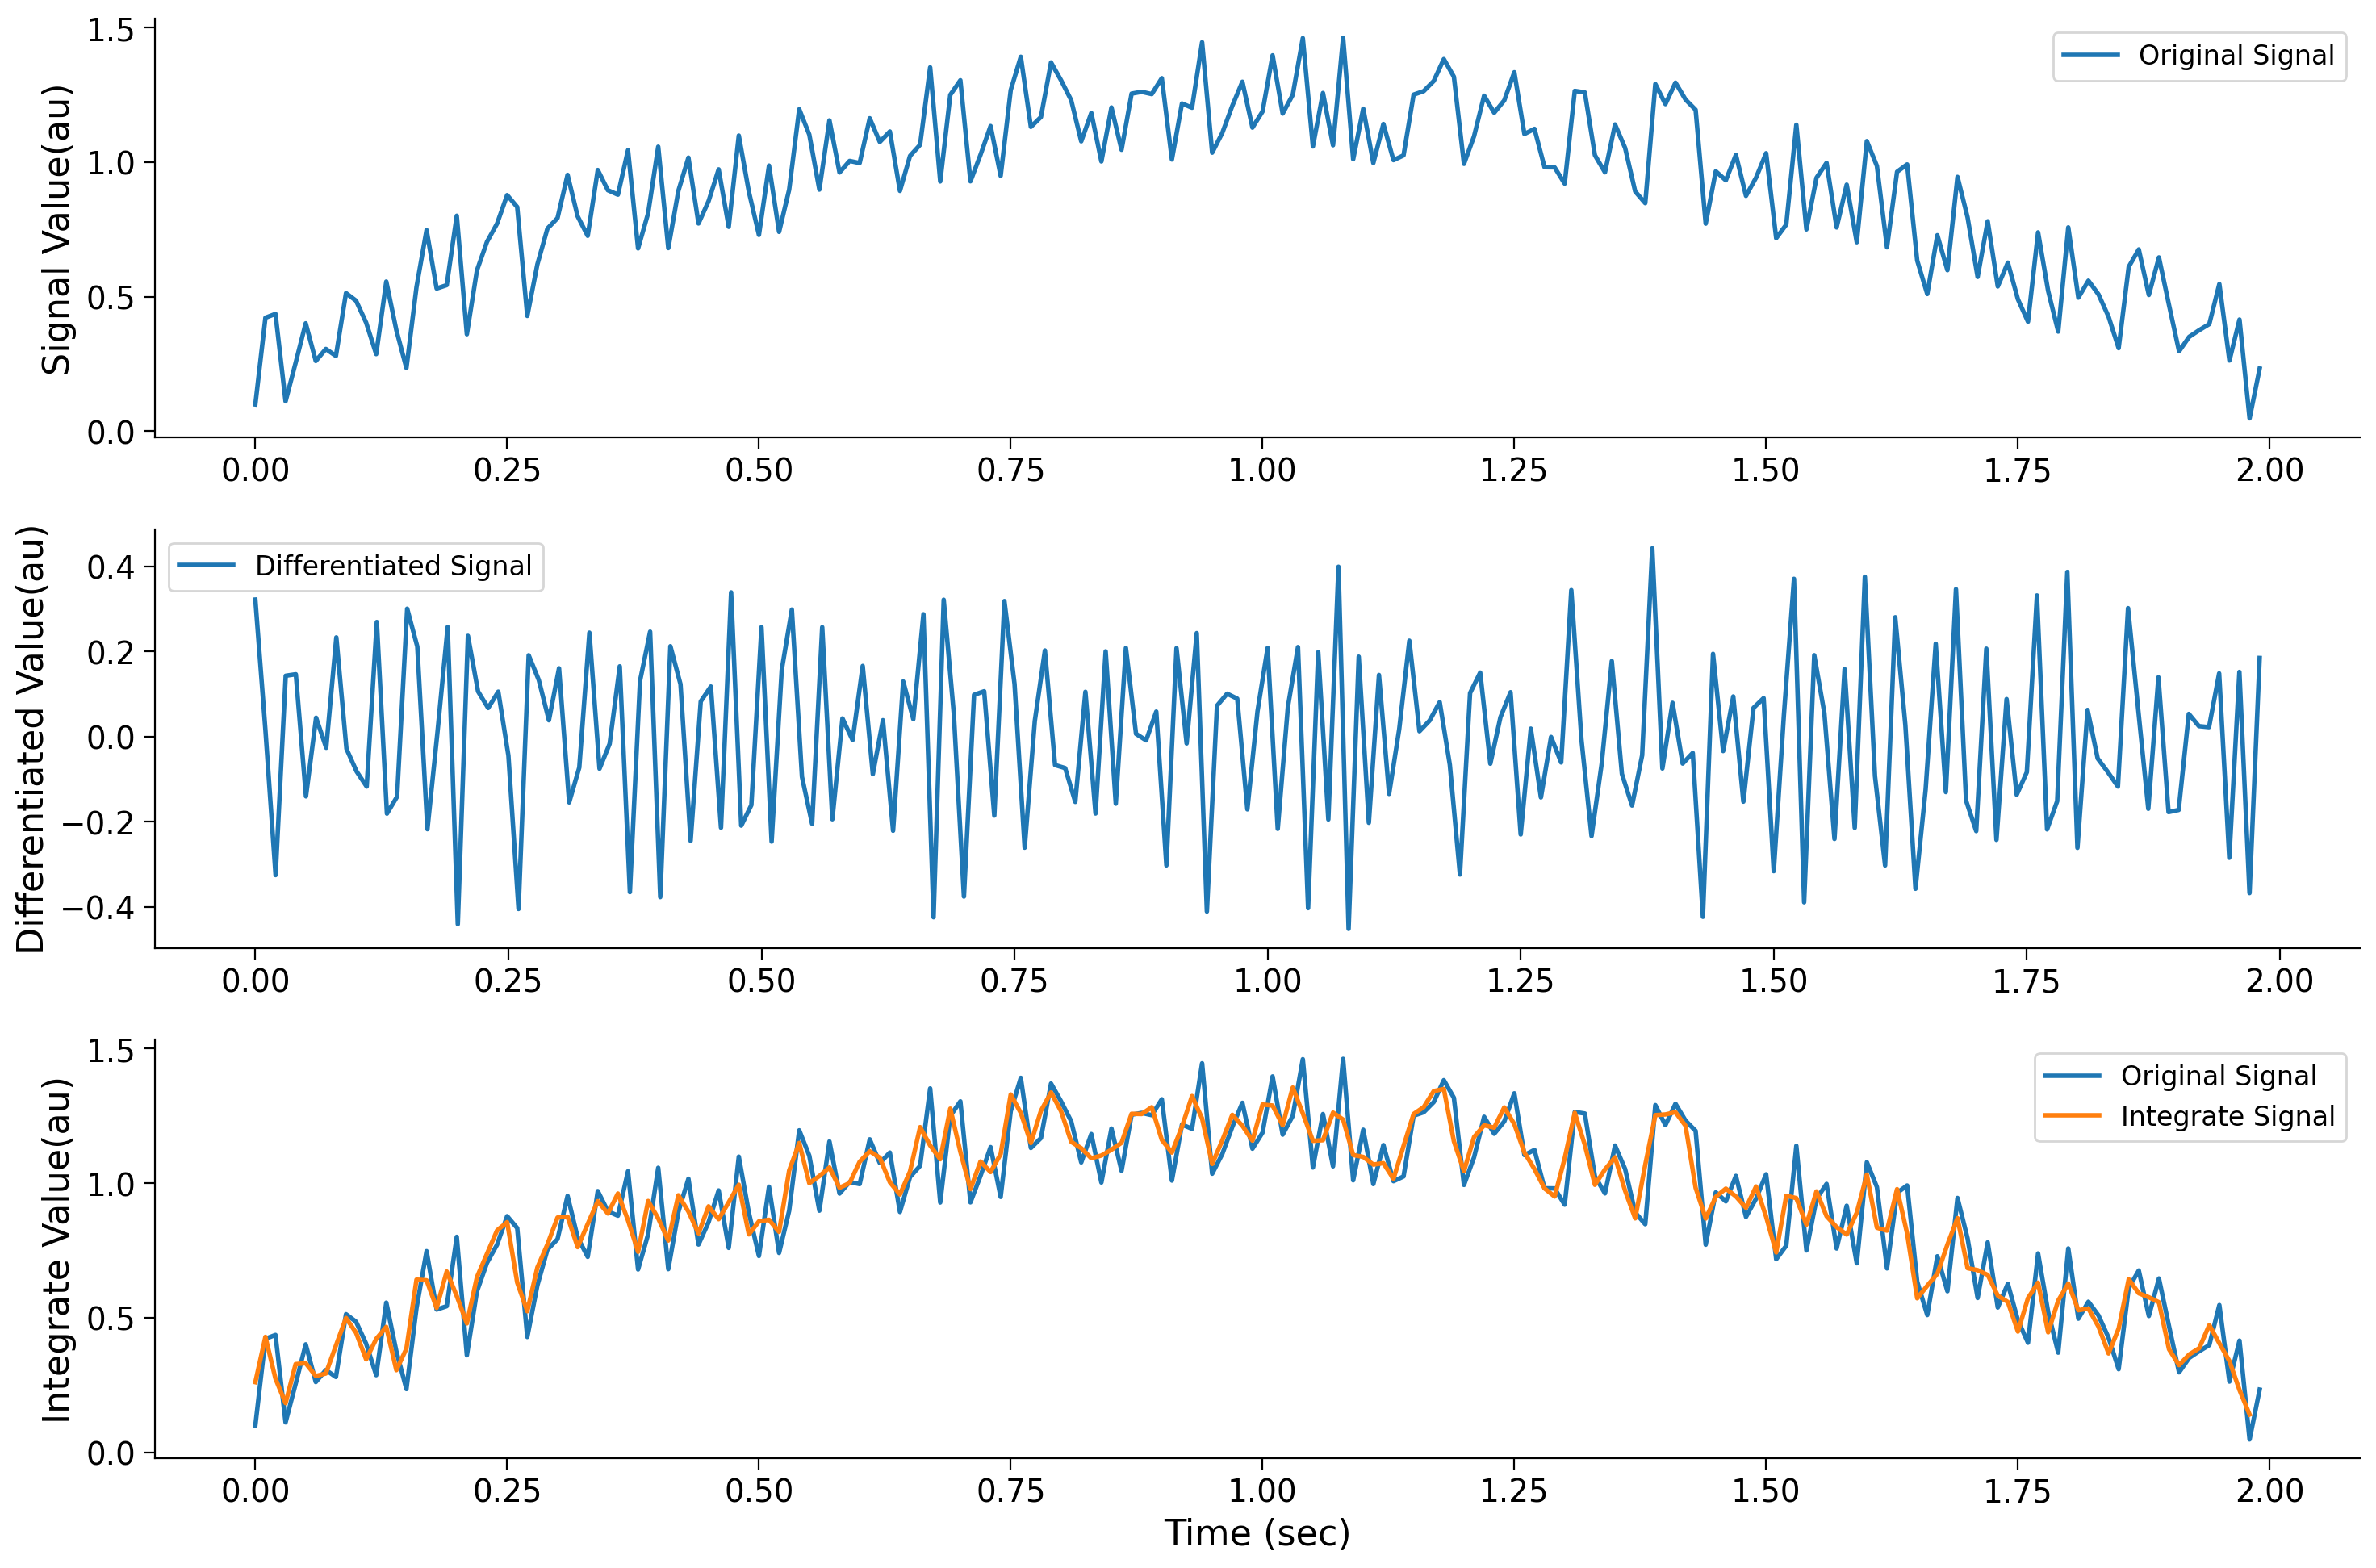 Signal Value(au)
1.5
1.0
0.5
0.0
Original Signal
0.00 0.25 0.50 0.75 1.00 1.25 1.50 1.75 2.00
Differentiated Value(au)
0.4
0.2
0.0
−0.2
−0.4
Differentiated Signal
0.00 0.25 0.50 0.75 1.00 1.25 1.50 1.75 2.00
Integrate Value(au)
1.5
1.0
0.5
0.0
Original Signal
Integrate Signal
0.00 0.25 0.50 0.75 1.00 1.25 1.50 1.75 2.00
Time (sec)